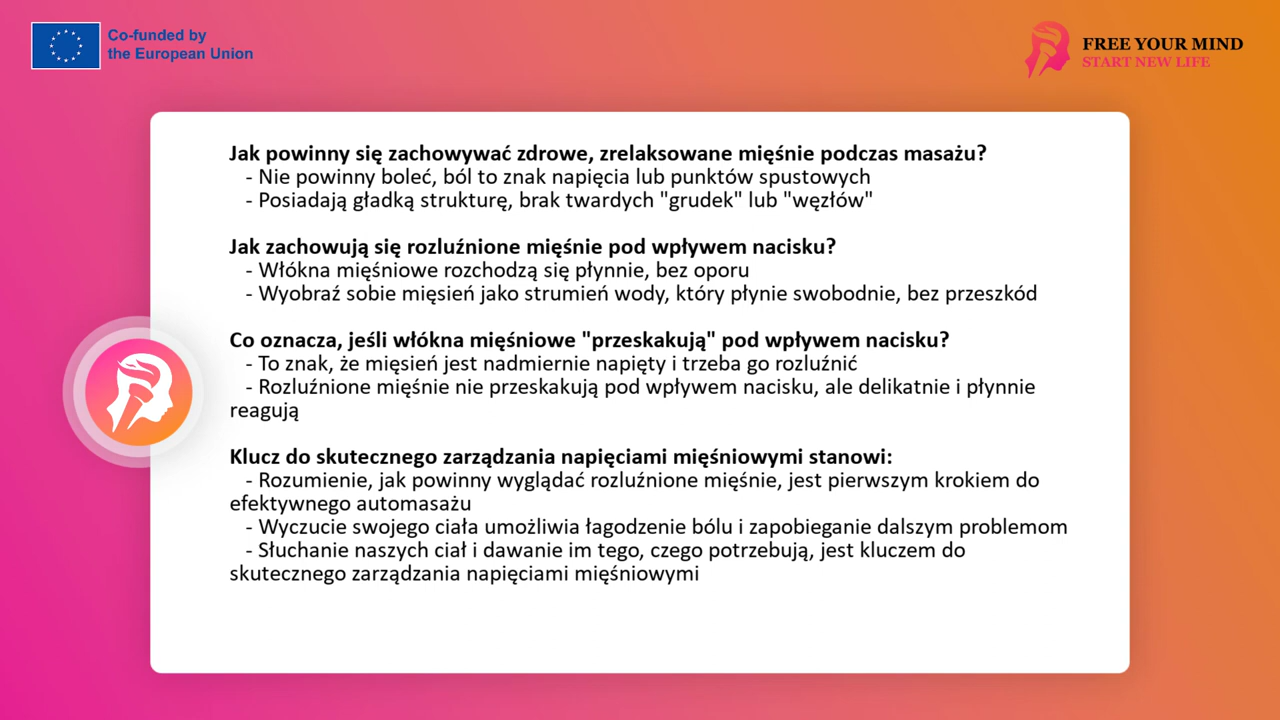 Co-funded by
the European Union
FREE YOUR MIND
START NEW LIFE
Jak powinny się zachowywać zdrowe, zrelaksowane mięśnie podczas masażu?
- Nie powinny boleć, ból to znak napięcia lub punktów spustowych
- Posiadają gładką strukturę, brak twardych "grudek" lub "węzłów"
Jak zachowują się rozluźnione mięśnie pod wpływem nacisku?
- Włókna mięśniowe rozchodzą się płynnie, bez oporu
- Wyobraź sobie mięsień jako strumień wody, który płynie swobodnie, bez przeszkód
Co oznacza, jeśli włókna mięśniowe "przeskakują" pod wpływem nacisku?
- To znak, że mięsień jest nadmiernie napięty i trzeba go rozluźnić
- Rozluźnione mięśnie nie przeskakują pod wpływem nacisku, ale delikatnie i płynnie
reagują
Klucz do skutecznego zarządzania napięciami mięśniowymi stanowi:
- Rozumienie, jak powinny wyglądać rozluźnione mięśnie, jest pierwszym krokiem do
efektywnego automasażu
- Wyczucie swojego ciała umożliwia łagodzenie bólu i zapobieganie dalszym problemom
- Słuchanie naszych ciał i dawanie im tego, czego potrzebują, jest kluczem do
skutecznego zarządzania napięciami mięśniowymi